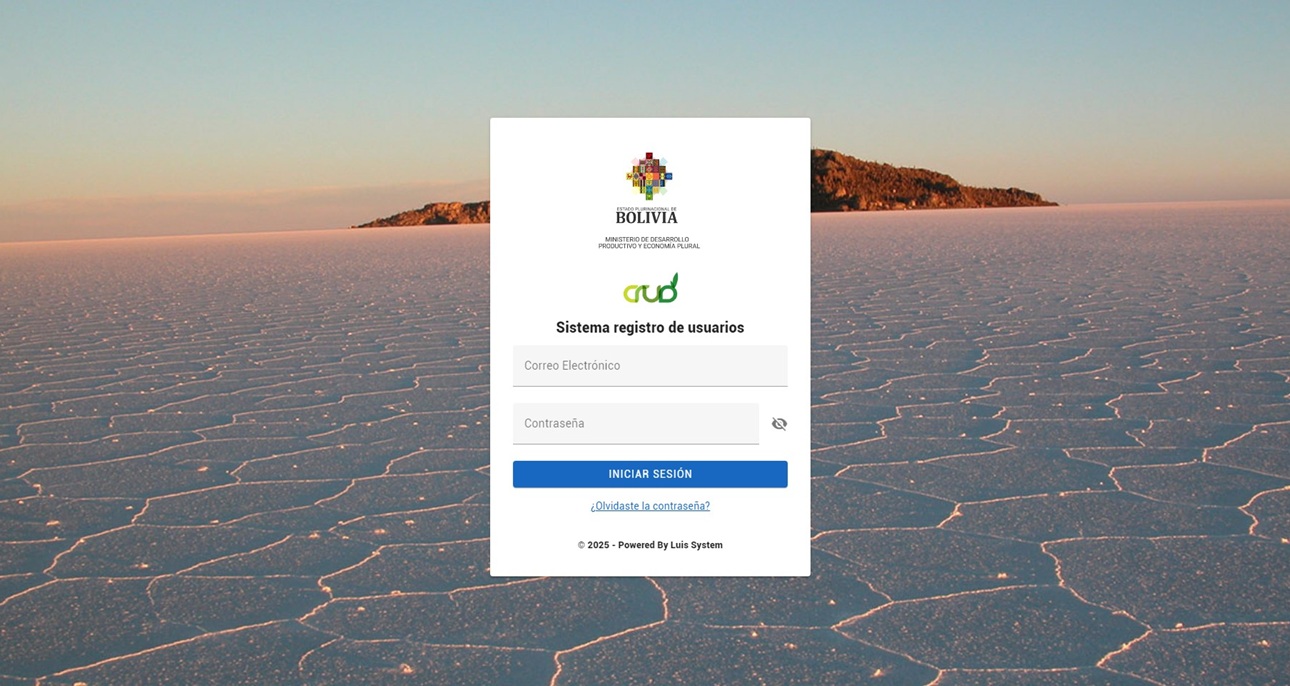 ESTADO PLURINACIONAL DE
BOLIVIA
MINISTERIO DE DESARROLLO
PRODUCTIVO Y ECONOMÍA PLURAL
crud
Sistema registro de usuarios
Correo Electrónico
Contraseña
INICIAR SESIÓN
¿Olvidaste la contraseña?
© 2025 - Powered By Luis System